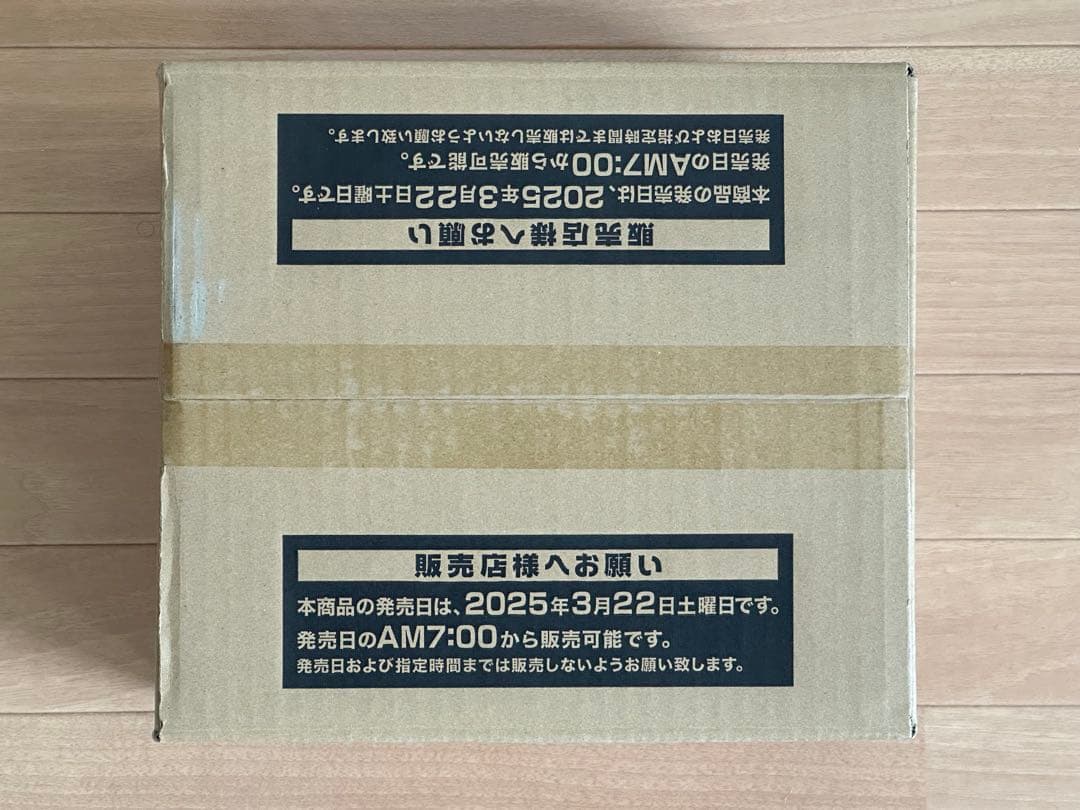 発売日および指定時間までは販売しないようお願い致します。
発売日のAM7:00から販売可能です。
本商品の発売日は、2025年3月22日土曜日です。
販売店様へお願い
販売店様へお願い
本商品の発売日は、2025年3月22日土曜日です。
発売日のAM7:00から販売可能です。
発売日および指定時間までは販売しないようお願い致します。